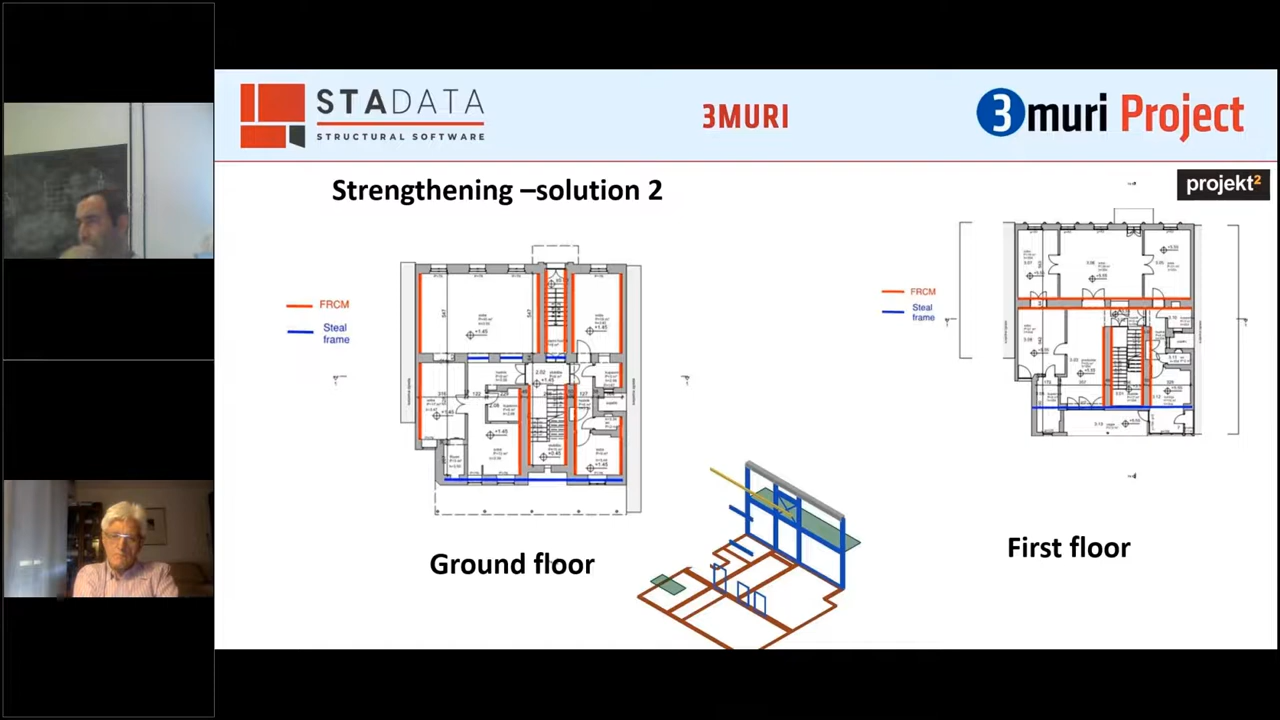 STADATA
STRUCTURAL SOFTWARE
3MURI
3muri Project
Strengthening –solution 2
projekt²
FRCM
Steal
frame
FRCM
Steal
frame
Ground floor
First floor